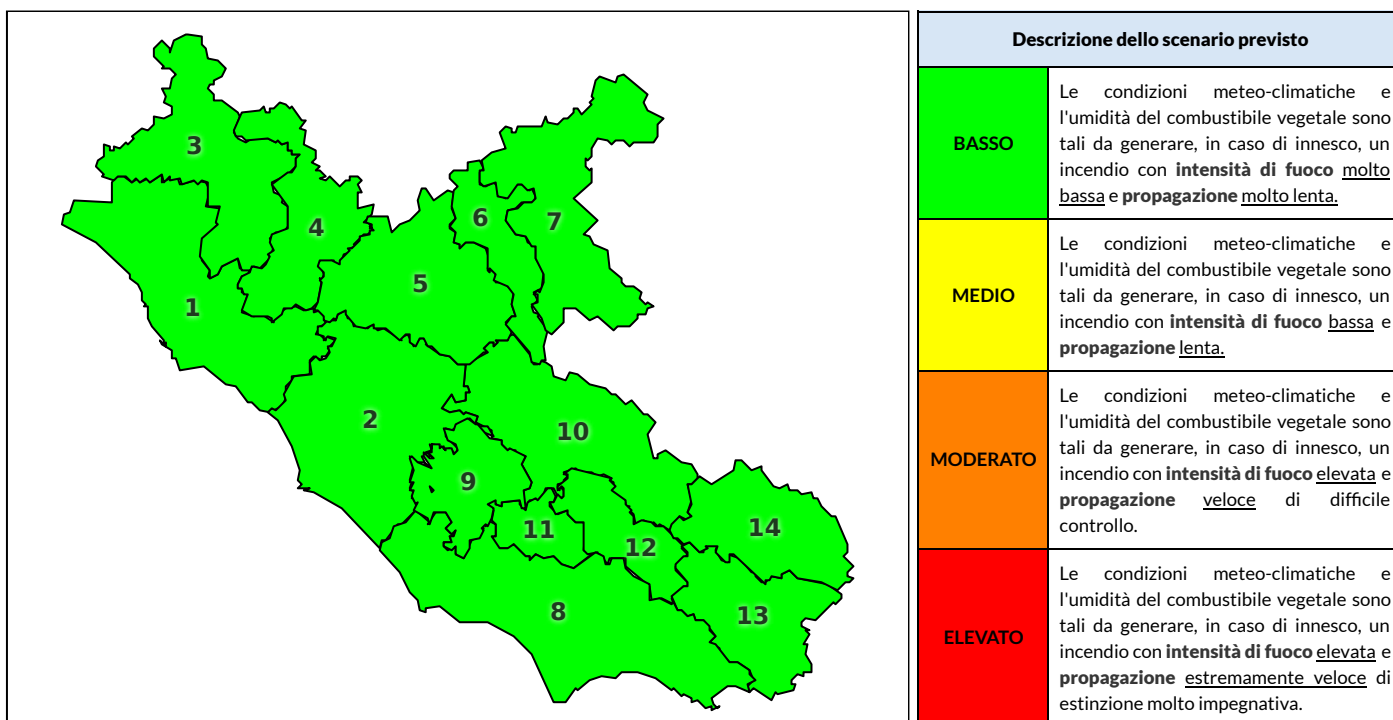 3
4
6
7
5
1
2
10
9
11
12
14
8
13
Descrizione dello scenario previsto
BASSO
Le condizioni meteo-climatiche e
l'umidità del combustibile vegetale sono
tali da generare, in caso di innesco, un
incendio con intensità di fuoco molto
bassa e propagazione molto lenta.
MEDIO
Le condizioni meteo-climatiche e
l'umidità del combustibile vegetale sono
tali da generare, in caso di innesco, un
incendio con intensità di fuoco bassa e
propagazione lenta.
MODERATO
Le condizioni meteo-climatiche e
l'umidità del combustibile vegetale sono
tali da generare, in caso di innesco, un
incendio con intensità di fuoco elevata e
propagazione veloce di difficile
controllo.
ELEVATO
Le condizioni meteo-climatiche e
l'umidità del combustibile vegetale sono
tali da generare, in caso di innesco, un
incendio con intensità di fuoco elevata e
propagazione estremamente veloce di
estinzione molto impegnativa.